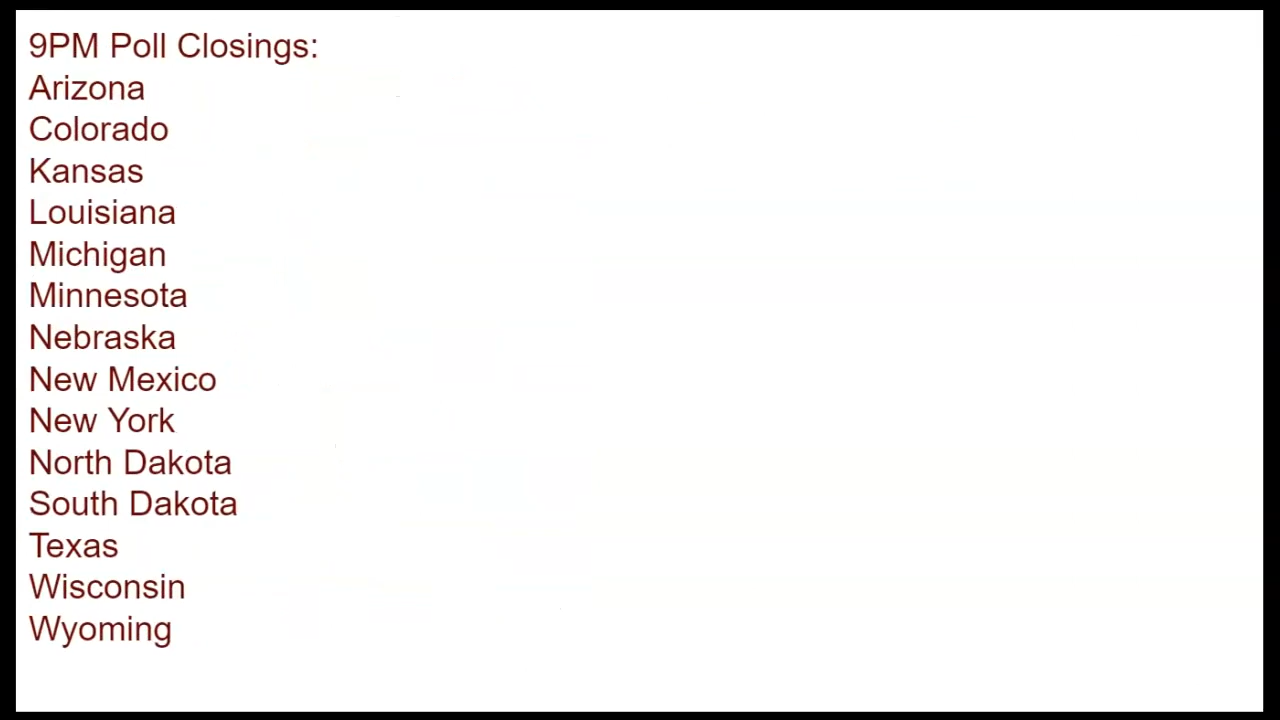 9PM Poll Closings:
Arizona
Colorado
Kansas
Louisiana
Michigan
Minnesota
Nebraska
New Mexico
New York
North Dakota
South Dakota
Texas
Wisconsin
Wyoming